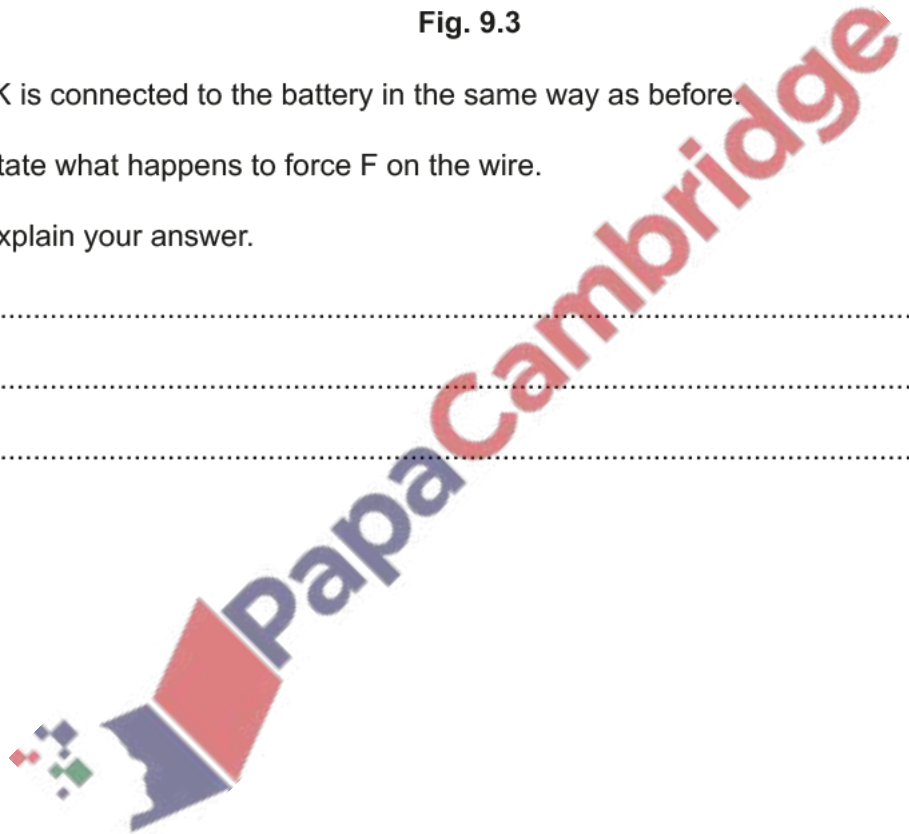 Fig. 9.3
K is connected to the battery in the same way as before.
tate what happens to force F on the wire.
xplain your answer.
..........................................................................................
..........................................................................................
..........................................................................................
PapaCambridge